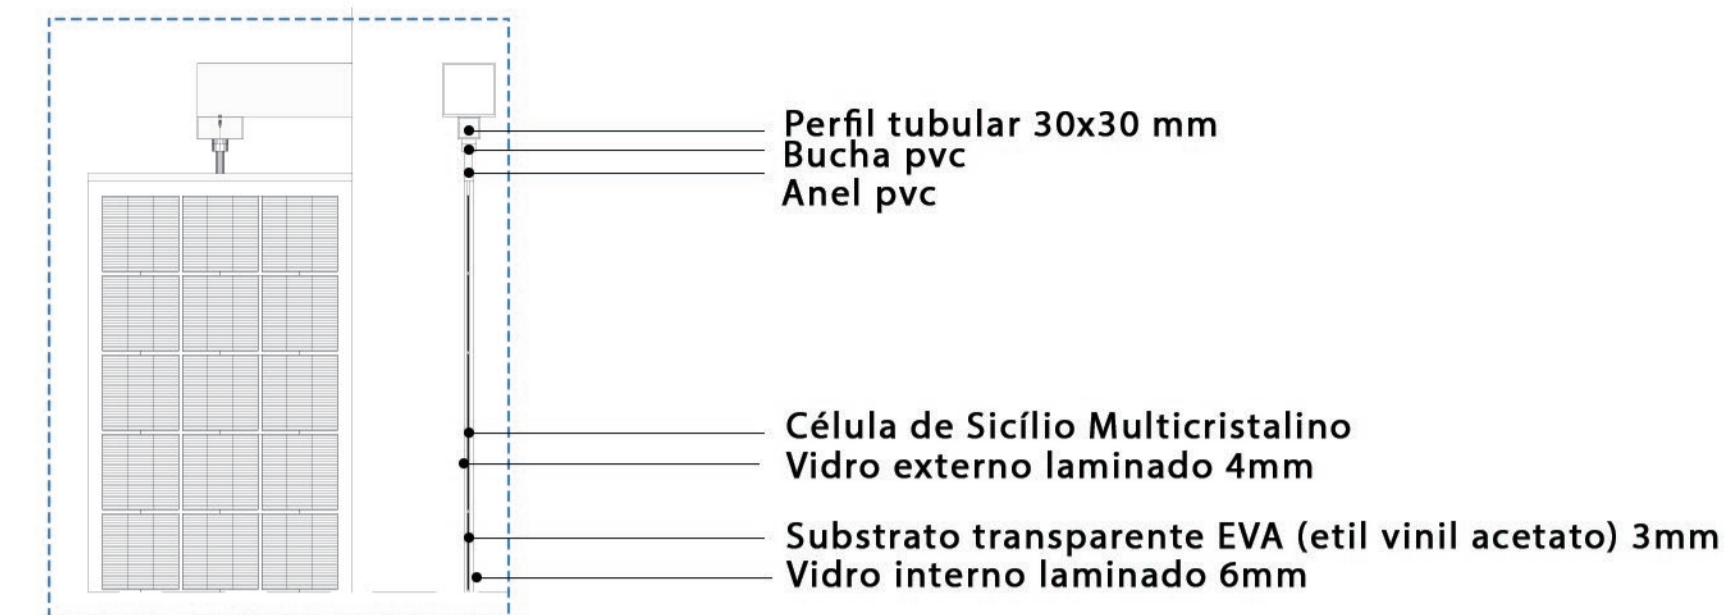 Perfil tubular 30x30 mm
Bucha pvc
Anel pvc
Célula de Sicílio Multicristalino
Vidro externo laminado 4mm
Substrato transparente EVA (etil vinil acetato) 3mm
Vidro interno laminado 6mm